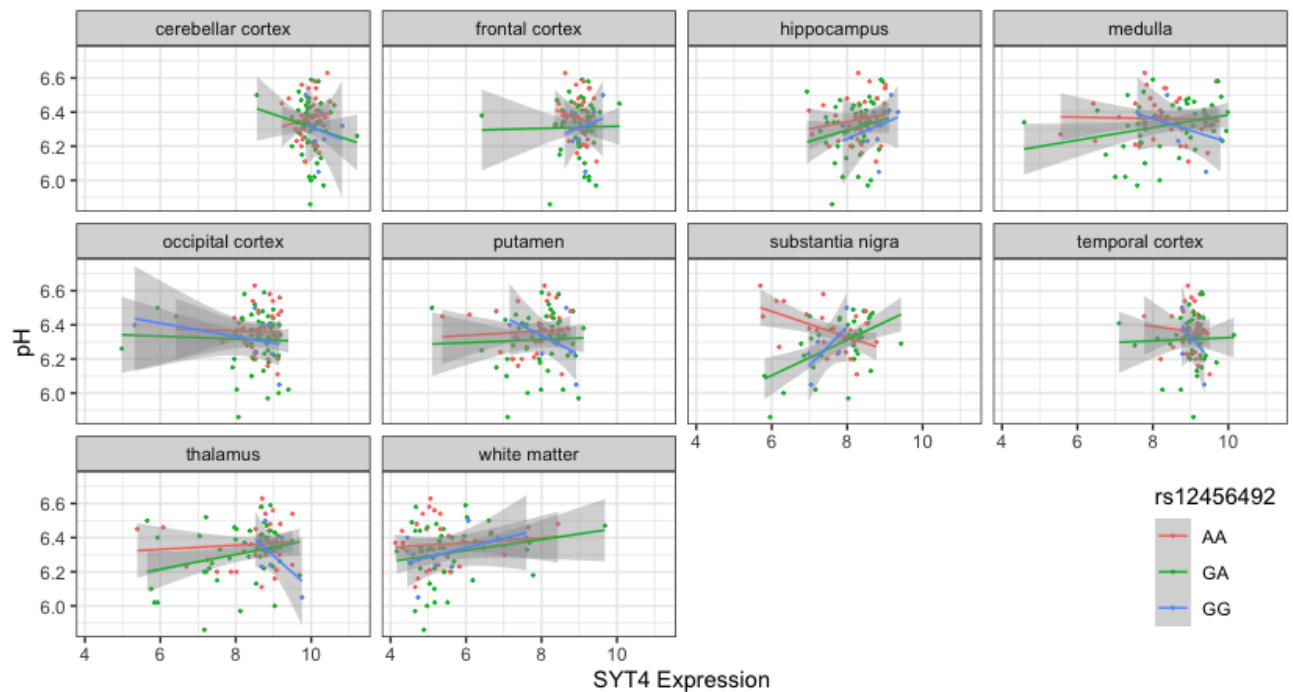 cerebellar cortex
frontal cortex
hippocampus
medulla
6.6
6.4
6.2
6.0
occipital cortex
putamen
substantia nigra
temporal cortex
6.6
6.4
6.2
6.0
pH
4 6 8 10
4 6 8 10
thalamus
white matter
6.6
6.4
6.2
6.0
4 6 8 10
4 6 8 10
SYT4 Expression
rs12456492
AA
GA
GG